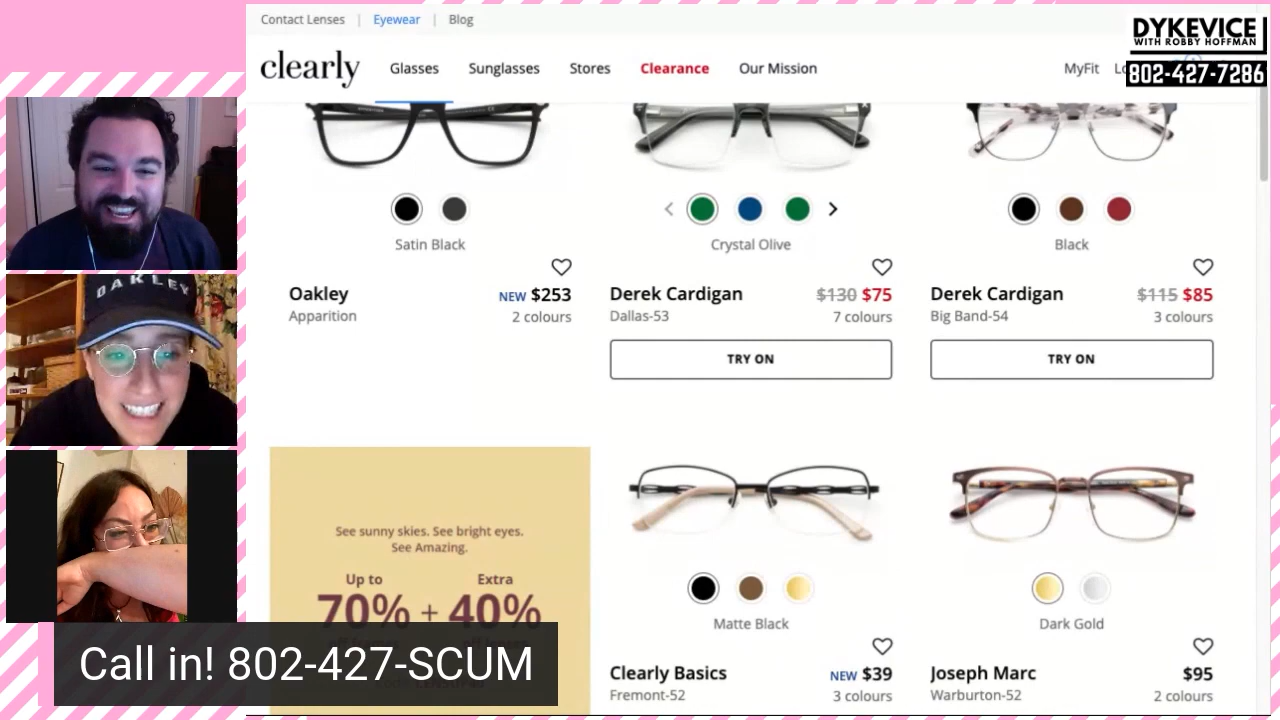 Contact Lenses | Eyewear | Blog
DYKEVICE
WITH ROBBY HOFFMAN
802-427-7286
clearly Glasses Sunglasses Stores Clearance Our Mission MyFit
OAKLEY
Satin Black
Crystal Olive
Black
Oakley NEW $253
Apparition 2 colours
Derek Cardigan $130 $75
Dallas-53 7 colours
TRY ON
Derek Cardigan $115 $85
Big Band-54 3 colours
TRY ON
See sunny skies. See bright eyes.
See Amazing.
Up to Extra
70% + 40%
Matte Black
Dark Gold
Clearly Basics NEW $39
Fremont-52 3 colours
Joseph Marc $95
Warburton-52 2 colours
Call in! 802-427-SCUM